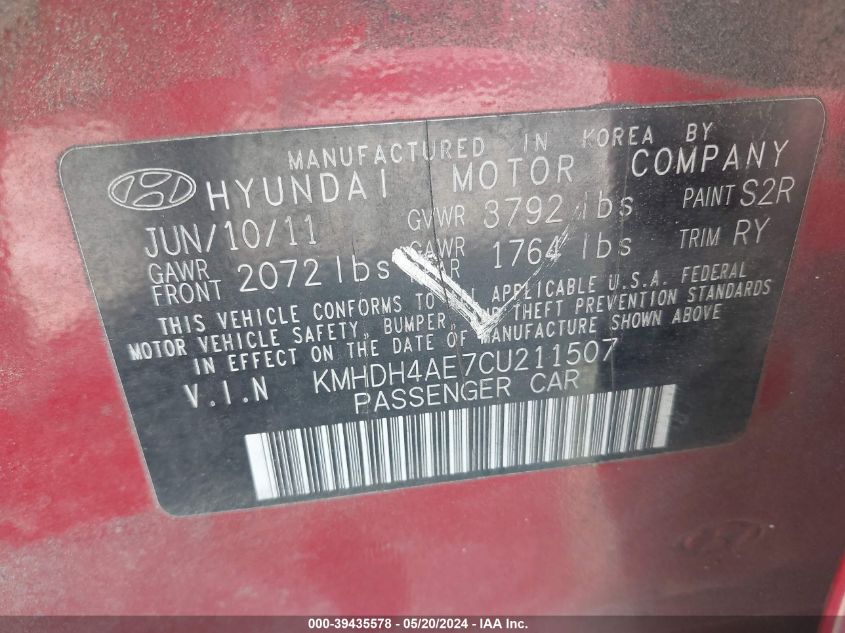 MANUFACTURED IN KOREA BY
HYUNDAI MOTOR COMPANY
JUN/10/11 GVWR 3792 lbs PAINT S2R
GAWR FRONT 2072 lbs GAWR 1764 lbs TRIM RY
THIS VEHICLE CONFORMS TO APPLICABLE U.S.A. FEDERAL
MOTOR VEHICLE SAFETY, BUMPER, THEFT PREVENTION STANDARDS
IN EFFECT ON THE DATE OF MANUFACTURE SHOWN ABOVE
V.I.N KMHDH4AE7CU211507
PASSENGER CAR
000-39435578 - 05/20/2024 - IAA Inc.